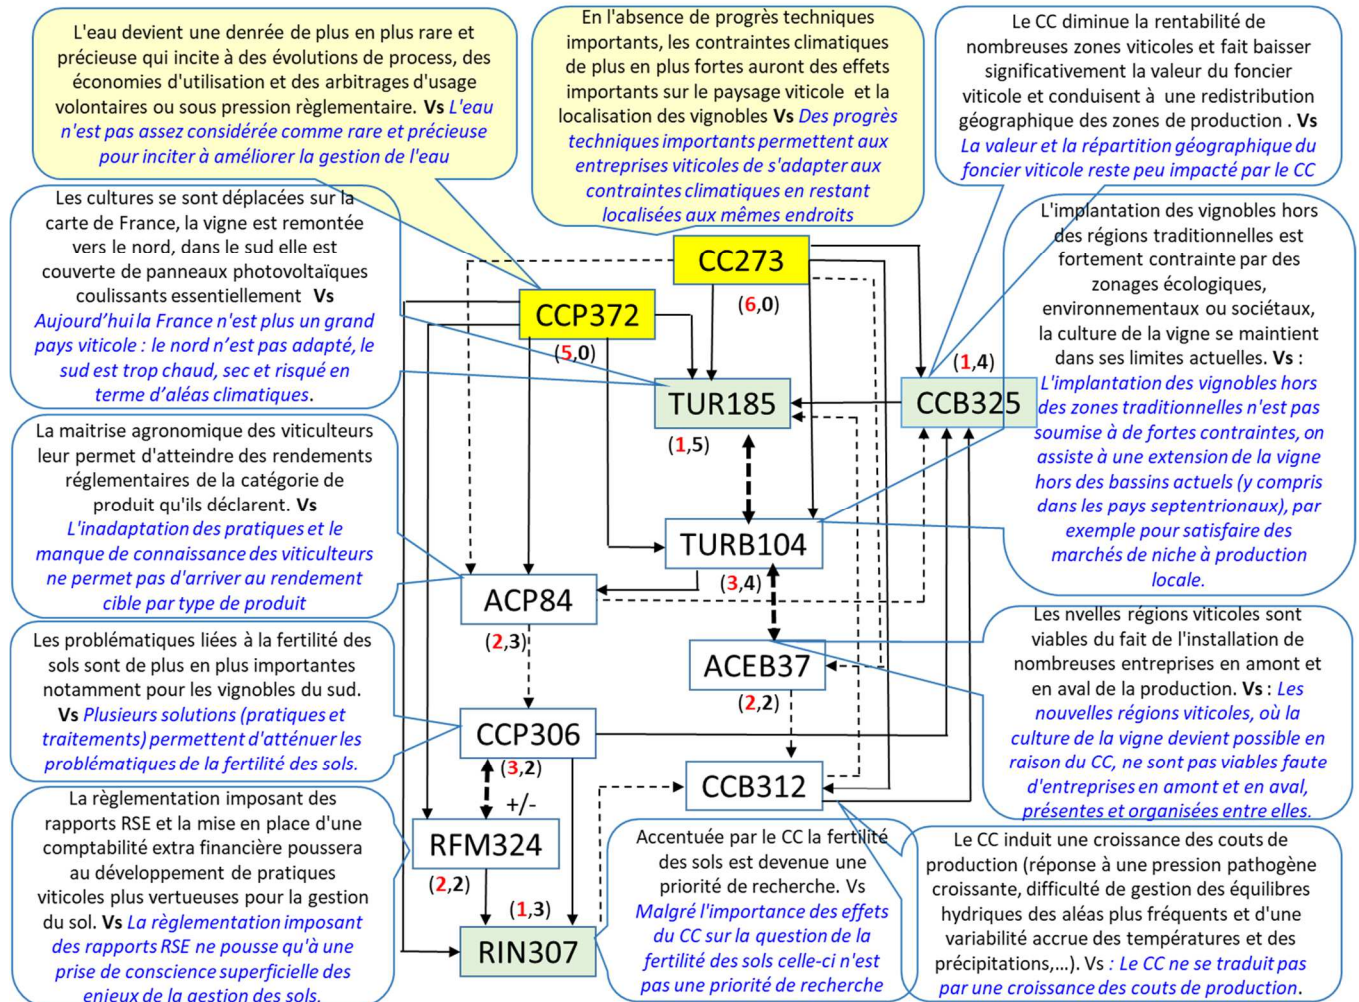 L'eau devient une denrée de plus en plus rare et
précieuse qui incite à des évolutions de process, des
économies d'utilisation et des arbitrages d'usage
volontaires ou sous pression règlementaire. Vs L'eau
n'est pas assez considérée comme rare et précieuse
pour inciter à améliorer la gestion de l'eau
En l'absence de progrès techniques
importants, les contraintes climatiques
de plus en plus fortes auront des effets
importants sur le paysage viticole et la
localisation des vignobles Vs Des progrès
techniques importants permettent aux
entreprises viticoles de s'adapter aux
contraintes climatiques en restant
localisées aux mêmes endroits
Le CC diminue la rentabilité de
nombreuses zones viticoles et fait baisser
significativement la valeur du foncier
viticole et conduisent à une redistribution
géographique des zones de production . Vs
La valeur et la répartition géographique du
foncier viticole reste peu impacté par le CC
Les cultures se sont déplacées sur la
carte de France, la vigne est remontée
vers le nord, dans le sud elle est
couverte de panneaux photovoltaïques
coulissants essentiellement Vs
Aujourd'hui la France n'est plus un grand
pays viticole : le nord n'est pas adapté, le
sud est trop chaud, sec et risqué en
terme d'aléas climatiques.
L'implantation des vignobles hors
des régions traditionnelles est
fortement contrainte par des
zonages écologiques,
environnementaux ou sociétaux,
la culture de la vigne se maintient
dans ses limites actuelles. Vs :
L'implantation des vignobles hors
des zones traditionnelles n'est pas
soumise à de fortes contraintes, on
assiste à une extension de la vigne
hors des bassins actuels (y compris
dans les pays septentrionaux), par
exemple pour satisfaire des
marchés de niche à production
locale.
CC273
(6,0)
CCP372
(5,0)
TUR185
(1,5)
(1,4)
CCB325
La maitrise agronomique des viticulteurs
leur permet d'atteindre des rendements
réglementaires de la catégorie de
produit qu'ils déclarent. Vs
L'inadaptation des pratiques et le
manque de connaissance des viticulteurs
ne permet pas d'arriver au rendement
cible par type de produit
TURB104
(3,4)
ACP84
(2,3)
ACEB37
(2,2)
Les nvelles régions viticoles sont
viables du fait de l'installation de
nombreuses entreprises en amont et
en aval de la production. Vs : Les
nouvelles régions viticoles, où la
culture de la vigne devient possible en
raison du CC, ne sont pas viables faute
d'entreprises en amont et en aval,
présentes et organisées entre elles.
Les problématiques liées à la fertilité des
sols sont de plus en plus importantes
notamment pour les vignobles du sud.
Vs Plusieurs solutions (pratiques et
traitements) permettent d'atténuer les
problématiques de la fertilité des sols.
CCP306
(3,2)
CCB312
+/-
RFM324
(2,2)
(1,3)
RIN307
La règlementation imposant des
rapports RSE et la mise en place d'une
comptabilité extra financière poussera
au développement de pratiques
viticoles plus vertueuses pour la gestion
du sol. Vs La règlementation imposant
des rapports RSE ne pousse qu'à une
prise de conscience superficielle des
enjeux de la gestion des sols.
Accentuée par le CC la fertilité
des sols est devenue une
priorité de recherche. Vs
Malgré l'importance des effets
du CC sur la question de la
fertilité des sols celle-ci n'est
pas une priorité de recherche
Le CC induit une croissance des couts de
production (réponse à une pression pathogène
croissante, difficulté de gestion des équilibres
hydriques des aléas plus fréquents et d'une
variabilité accrue des températures et des
précipitations,...). Vs : Le CC ne se traduit pas
par une croissance des couts de production.